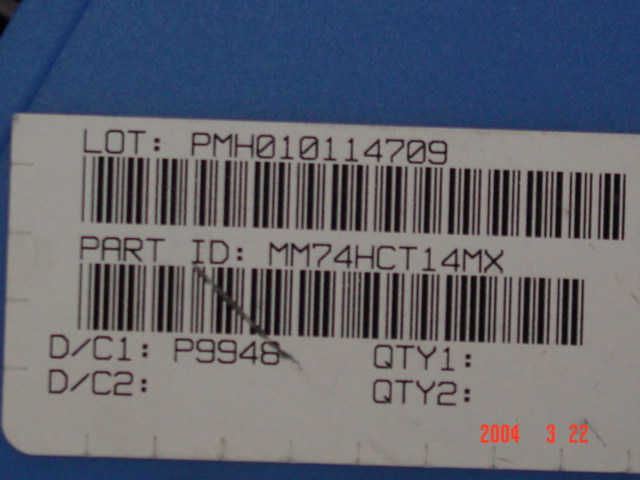 LOT: PMH010114709
PART ID: MM74HCT14MX
D/C1: P9948 QTY1:
D/C2: QTY2:
2004 3 22